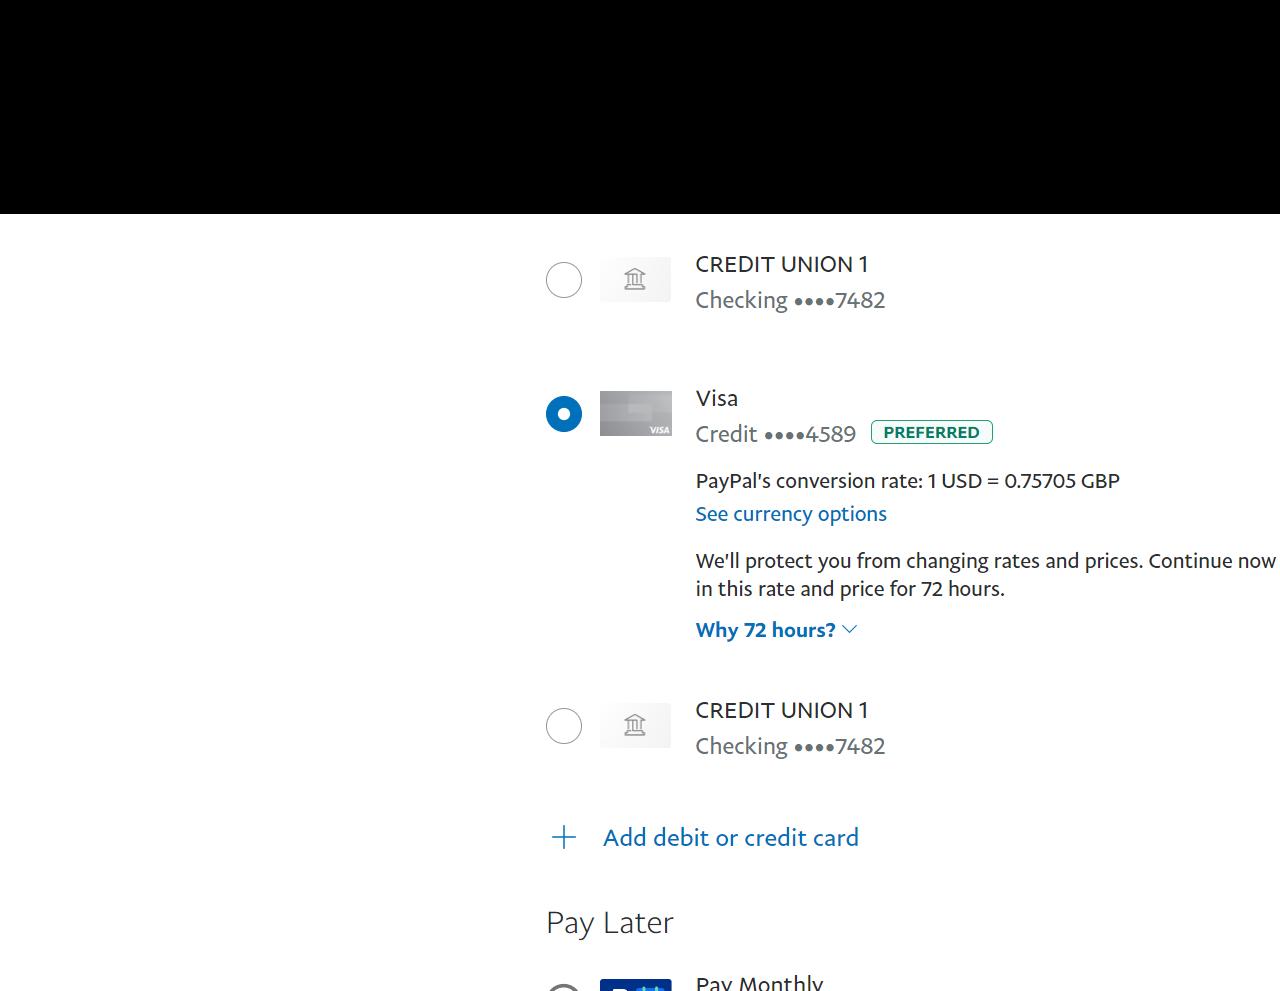 CREDIT UNION 1
Checking ••••7482
Visa
VISA
Credit ••••4589 PREFERRED
PayPal's conversion rate: 1 USD = 0.75705 GBP
See currency options
We'll protect you from changing rates and prices. Continue now
in this rate and price for 72 hours.
Why 72 hours?
CREDIT UNION 1
Checking ••••7482
Add debit or credit card
Pay Later
Pay Monthly